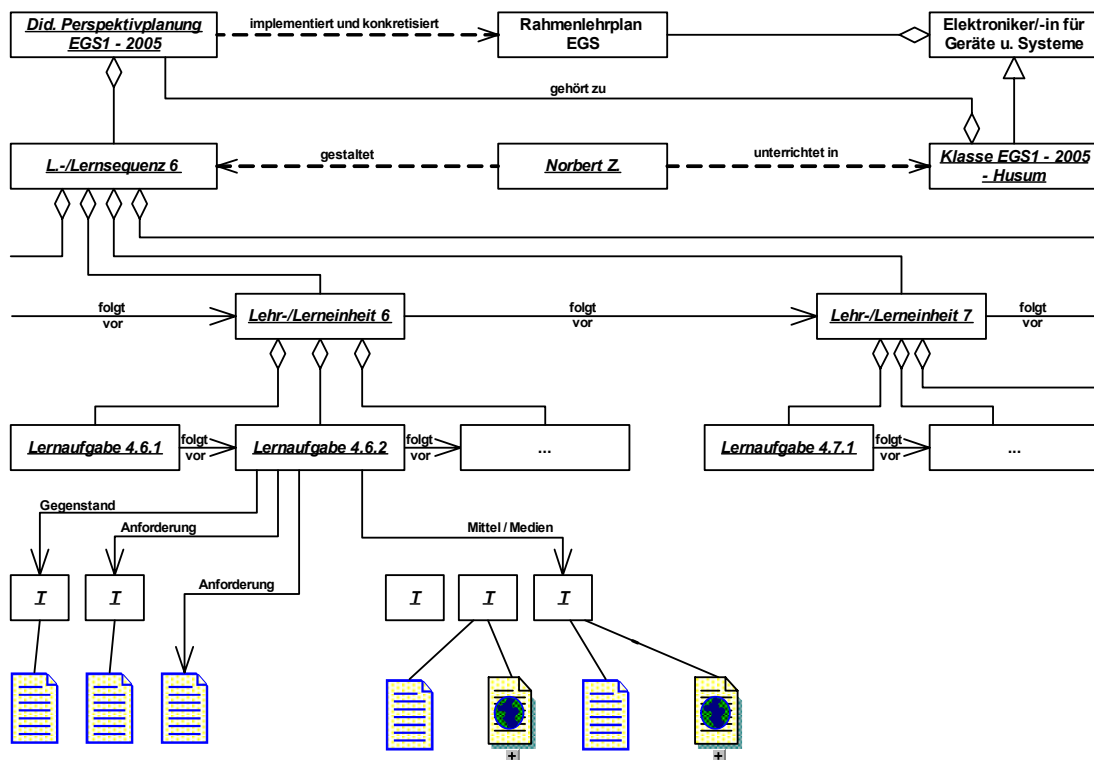 Did. Perspektivplanung
EGS1 - 2005
implementiert und konkretisiert
Rahmenlehrplan
EGS
Elektroniker/-in für
Geräte u. Systeme
gehört zu
L.-/Lernsequenz 6
gestaltet
Norbert Z.
unterrichtet in
Klasse EGS1 - 2005
- Husum
folgt
vor
Lehr-/Lerneinheit 6
folgt
vor
Lehr-/Lerneinheit 7
folgt
vor
Lernaufgabe 4.6.1
folgt
vor
Lernaufgabe 4.6.2
folgt
vor
...
Lernaufgabe 4.7.1
folgt
vor
...
Gegenstand
Anforderung
Mittel / Medien
Anforderung
I
I
I
I
I